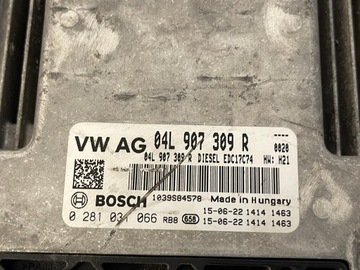 VW AG 04L 907 309 R ----
04L 907 309 R DIESEL EDC17C74 0020
HW: H21
BOSCH 1039S84578 Made in Hungary
0 281 031 066 RB8 658 15-06-22 1414 1463
15-06-22 1414 1463